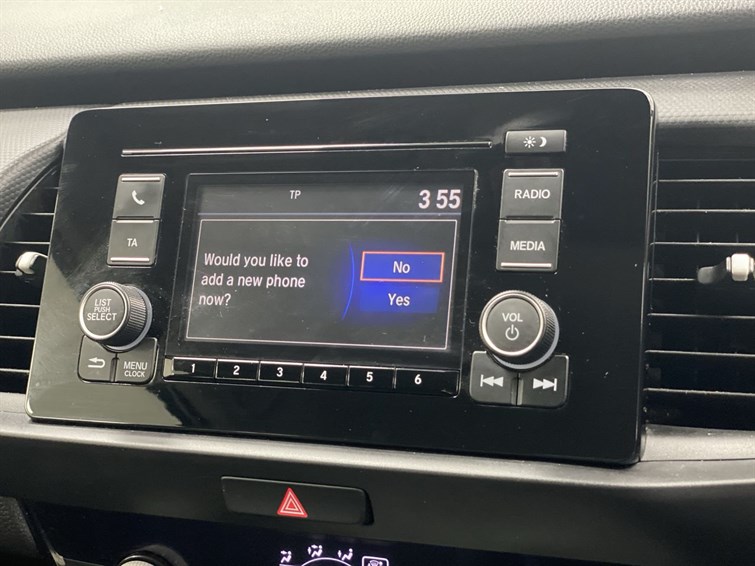 TP
3 55
RADIO
TA
MEDIA
Would you like to
add a new phone
now?
No
Yes
LIST
PUSH
SELECT
VOL
MENU
CLOCK
1 2 3 4 5 6